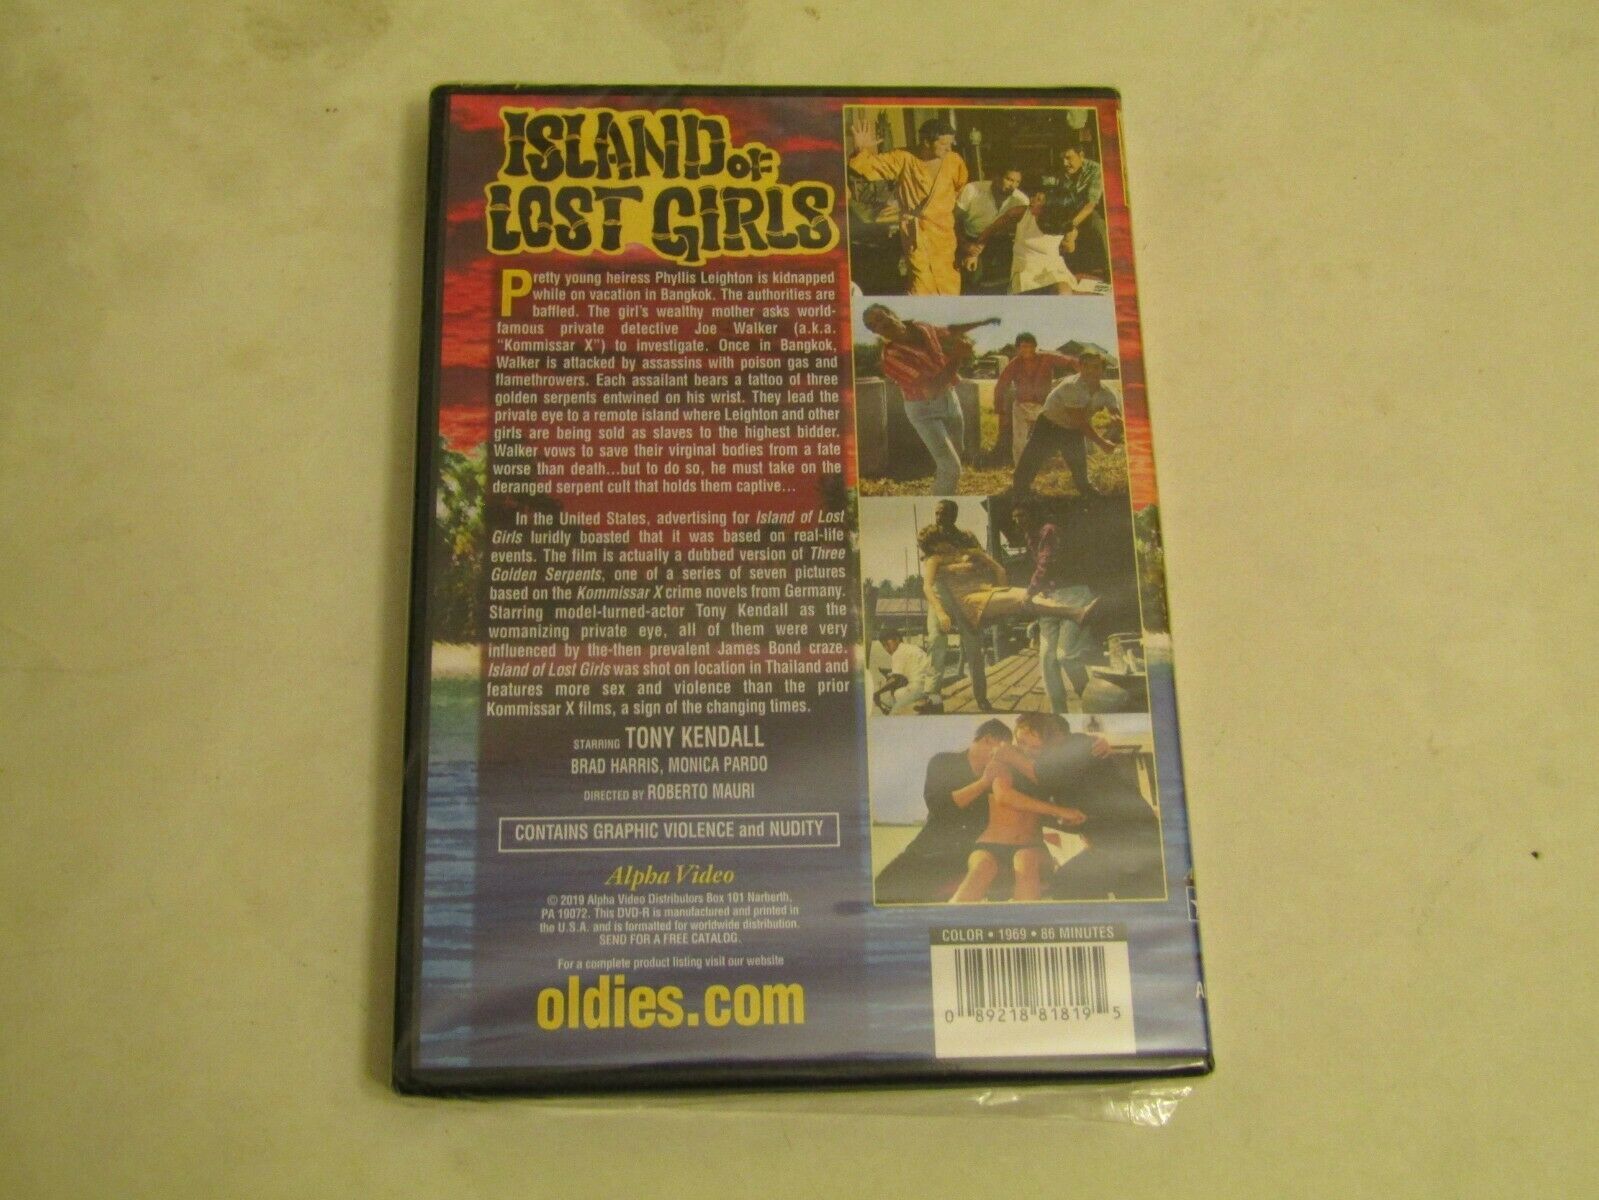 ISLAND OF
LOST GIRLS
Pretty young heiress Phyllis Leighton is kidnapped
while on vacation in Bangkok. The authorities are
baffled. The girl's wealthy mother asks world-
famous private detective Joe Walker (a.k.a.
"Kommissar X") to investigate. Once in Bangkok,
Walker is attacked by assassins with poison gas and
flamethrowers. Each assailant bears a tattoo of three
golden serpents entwined on his wrist. They lead the
private eye to a remote island where Leighton and other
girls are being sold as slaves to the highest bidder.
Walker vows to save their virginal bodies from a fate
worse than death...but to do so, he must take on the
deranged serpent cult that holds them captive...
In the United States, advertising for Island of Lost
Girls luridly boasted that it was based on real-life
events. The film is actually a dubbed version of Three
Golden Serpents, one of a series of seven pictures
based on the Kommissar X crime novels from Germany.
Starring model-turned-actor Tony Kendall as the
womanizing private eye, all of them were very
influenced by the-then prevalent James Bond craze.
Island of Lost Girls was shot on location in Thailand and
features more sex and violence than the prior
Kommissar X films, a sign of the changing times.
STARRING TONY KENDALL
BRAD HARRIS, MONICA PARDO
DIRECTED BY ROBERTO MAURI
CONTAINS GRAPHIC VIOLENCE and NUDITY
Alpha Video
© 2019 Alpha Video Distributors Box 101 Narberth,
PA 19072. This DVD-R is manufactured and printed in
the U.S.A. and is formatted for worldwide distribution.
SEND FOR A FREE CATALOG.
For a complete product listing visit our website
oldies.com
COLOR • 1969 • 86 MINUTES
0 89218 81819 5